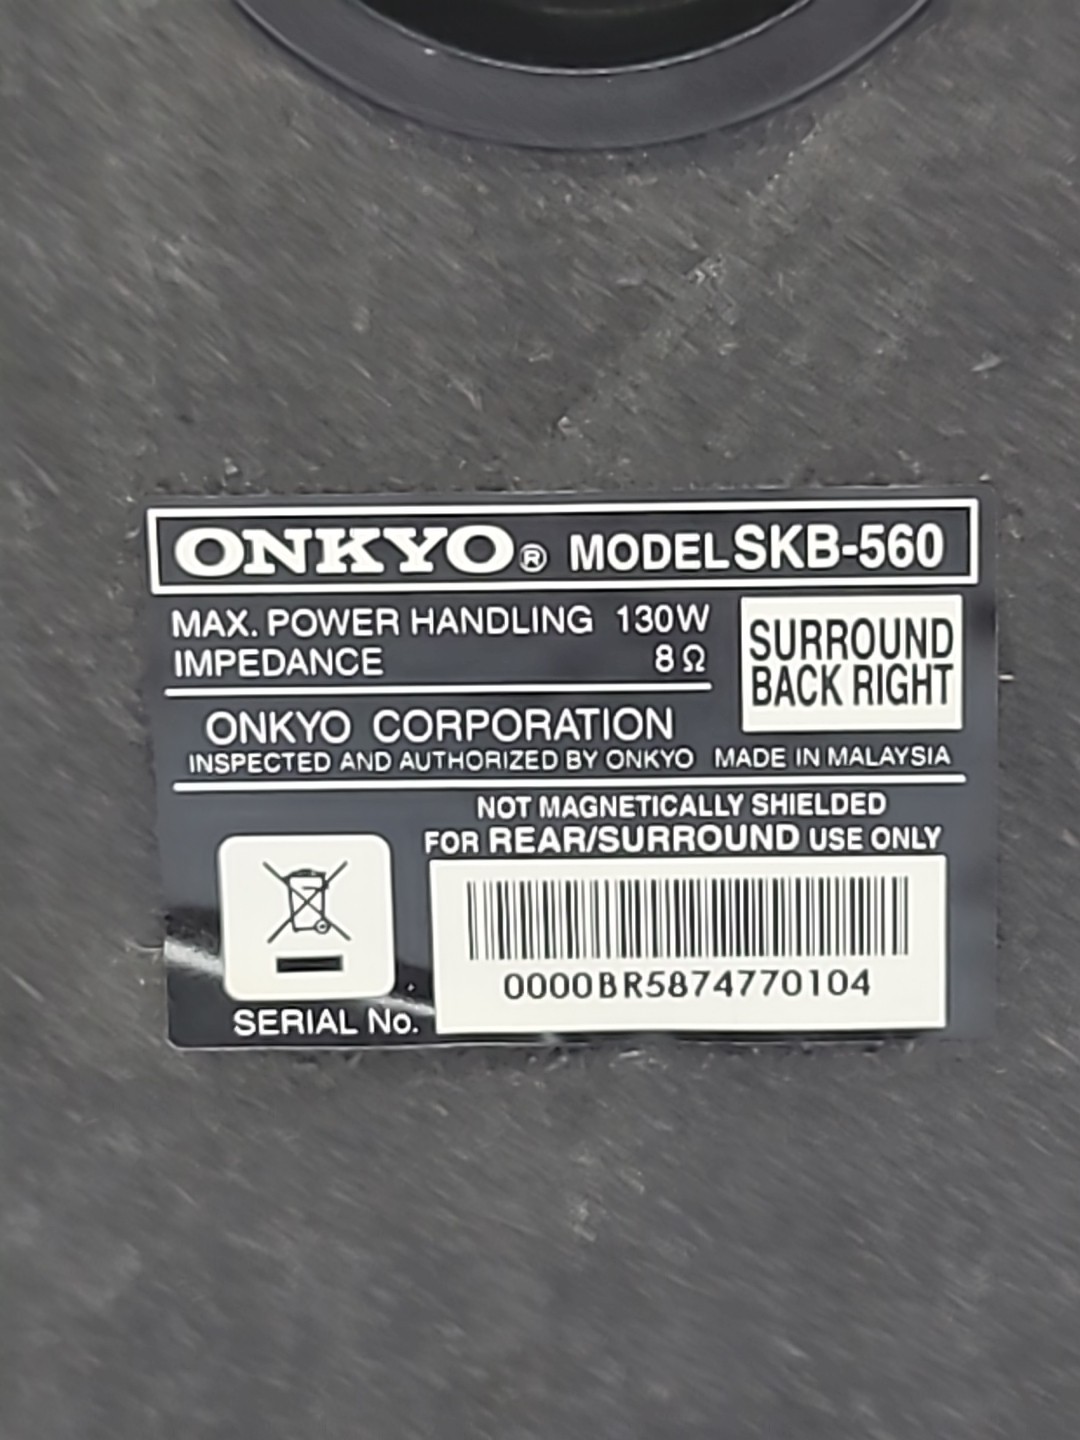 ONKYO® MODEL SKB-560
MAX. POWER HANDLING 130W
IMPEDANCE 8 Ω
SURROUND
BACK RIGHT
ONKYO CORPORATION
INSPECTED AND AUTHORIZED BY ONKYO MADE IN MALAYSIA
NOT MAGNETICALLY SHIELDED
FOR REAR/SURROUND USE ONLY
0000BR5874770104
SERIAL No.